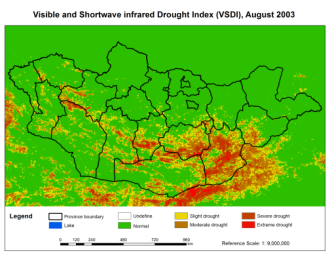 Visible and Shortwave infrared Drought Index (VSDI), August 2003
Legend
Province boundary
Undefine
Slight drought
Severe drought
Lake
Normal
Moderate drought
Extreme drought
0 120 240 480 720 960
Reference Scale: 1: 9,000,000